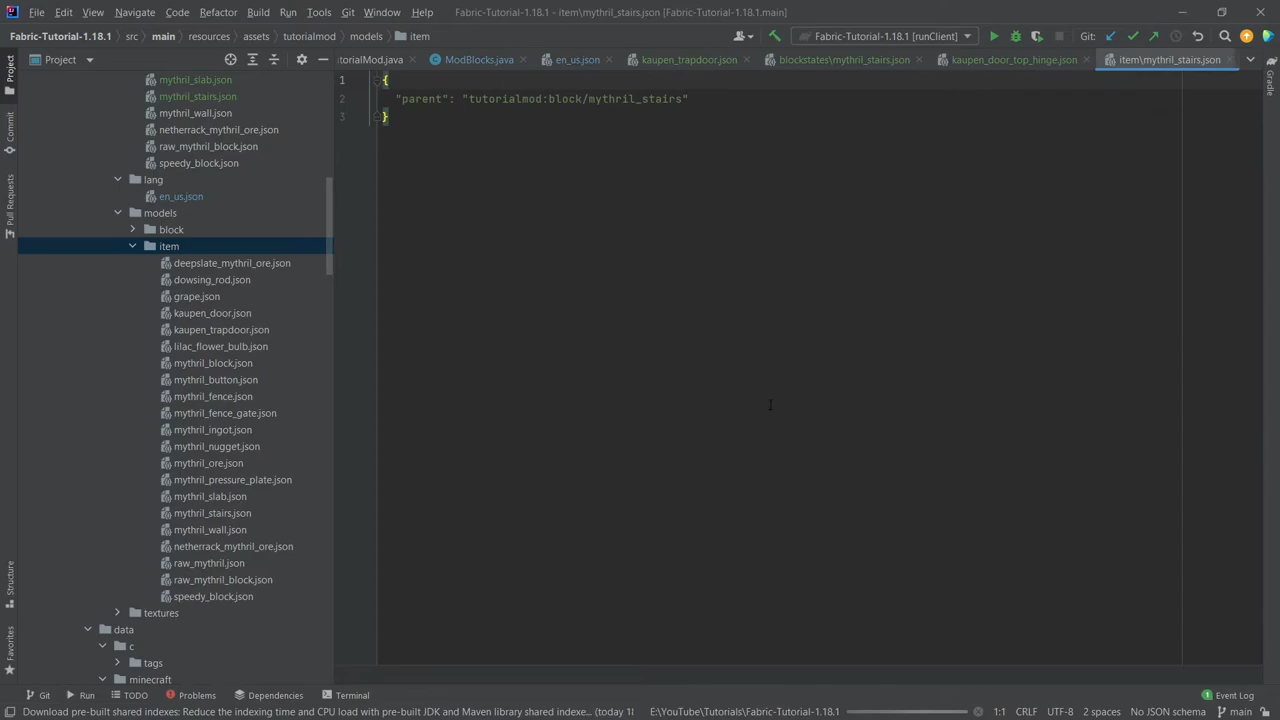 File Edit View Navigate Code Refactor Build Run Tools Git Window Help Fabric-Tutorial-1.18.1 - item\mythril_stairs.json [Fabric-Tutorial-1.18.1.main]
Fabric-Tutorial-1.18.1 src main resources assets tutorialmod models item Fabric-Tutorial-1.18.1 [runClient] Git:
Project utorialMod.java ModBlocks.java en_us.json kaupen_trapdoor.json blockstates\mythril_stairs.json kaupen_door_top_hinge.json item\mythril_stairs.json
Project
Commit
Pull Requests
Structure
Favorites
mythril_slab.json
mythril_stairs.json
mythril_wall.json
netherrack_mythril_ore.json
raw_mythril_block.json
speedy_block.json
lang
en_us.json
models
block
item
deepslate_mythril_ore.json
dowsing_rod.json
grape.json
kaupen_door.json
kaupen_trapdoor.json
lilac_flower_bulb.json
mythril_block.json
mythril_button.json
mythril_fence.json
mythril_fence_gate.json
mythril_ingot.json
mythril_nugget.json
mythril_ore.json
mythril_pressure_plate.json
mythril_slab.json
mythril_stairs.json
mythril_wall.json
netherrack_mythril_ore.json
raw_mythril.json
raw_mythril_block.json
speedy_block.json
textures
data
c
tags
minecraft
1 {
2 "parent": "tutorialmod:block/mythril_stairs"
3 }
Gradle
Git Run TODO Problems Dependencies Terminal Event Log
Download pre-built shared indexes: Reduce the indexing time and CPU load with pre-built JDK and Maven library shared indexes... (today 1 E:\YouTube\Tutorials\Fabric-Tutorial-1.18.1 1:1 CRLF UTF-8 2 spaces No JSON schema main